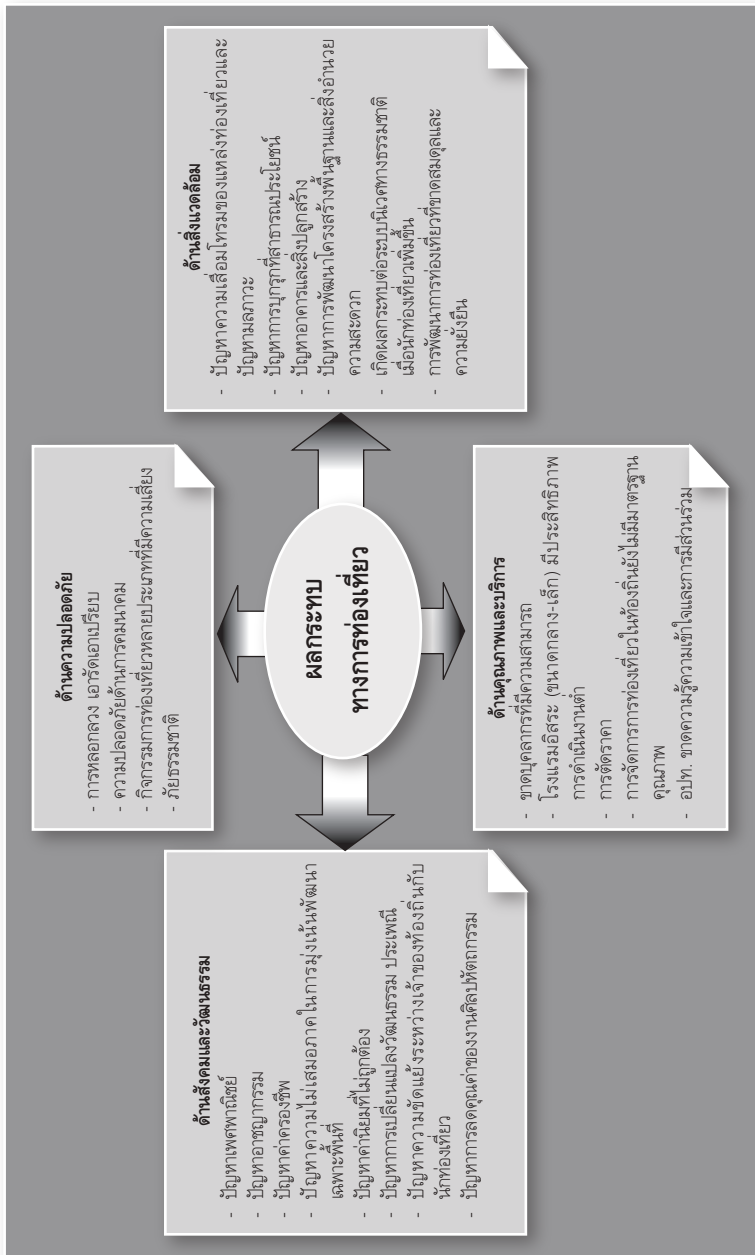 ผลกระทบ
ทางการท่องเที่ยว
ด้านความปลอดภัย
- การหลอกลวง เอารัดเอาเปรียบ
- ความปลอดภัยด้านการคมนาคม
- กิจกรรมการท่องเที่ยวหลายประเภทที่มีความเสี่ยง
- ภัยธรรมชาติ
ด้านสังคมและวัฒนธรรม
- ปัญหาเพศพาณิชย์
- ปัญหาอาชญากรรม
- ปัญหาค่าครองชีพ
- ปัญหาความไม่เสมอภาคในการมุ่งเน้นพัฒนา
เฉพาะพื้นที่
- ปัญหาค่านิยมที่ไม่ถูกต้อง
- ปัญหาการเปลี่ยนแปลงวัฒนธรรม ประเพณี
- ปัญหาความขัดแย้งระหว่างเจ้าของท้องถิ่นกับ
นักท่องเที่ยว
- ปัญหาการลดคุณค่าของงานศิลปหัตถกรรม
ด้านสิ่งแวดล้อม
- ปัญหาความเสื่อมโทรมของแหล่งท่องเที่ยวและ
ปัญหามลภาวะ
- ปัญหาการบุกรุกที่สาธารณประโยชน์
- ปัญหาอาคารและสิ่งปลูกสร้าง
- ปัญหาการพัฒนาโครงสร้างพื้นฐานและสิ่งอำนวย
ความสะดวก
- เกิดผลกระทบต่อระบบนิเวศทางธรรมชาติ
เมื่อนักท่องเที่ยวเพิ่มขึ้น
- การพัฒนาการท่องเที่ยวที่ขาดสมดุลและ
ความยั่งยืน
ด้านคุณภาพและบริการ
- ขาดบุคลากรที่มีความสามารถ
- โรงแรมอิสระ (ขนาดกลาง-เล็ก) มีประสิทธิภาพ
การดำเนินงานต่ำ
- การตัดราคา
- การจัดการการท่องเที่ยวในท้องถิ่นยังไม่มีมาตรฐาน
คุณภาพ
- อปท. ขาดความรู้ความเข้าใจและการมีส่วนร่วม